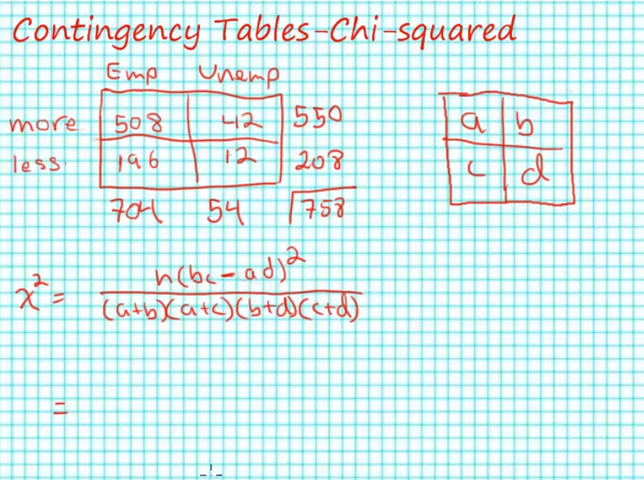 Contingency Tables-Chi-squared
Emp Unemp
more 508 42 550
less 196 12 208
704 54 758
a b
c d
x² = n(bc - ad)²
(a+b)(a+c)(b+d)(c+d)
=